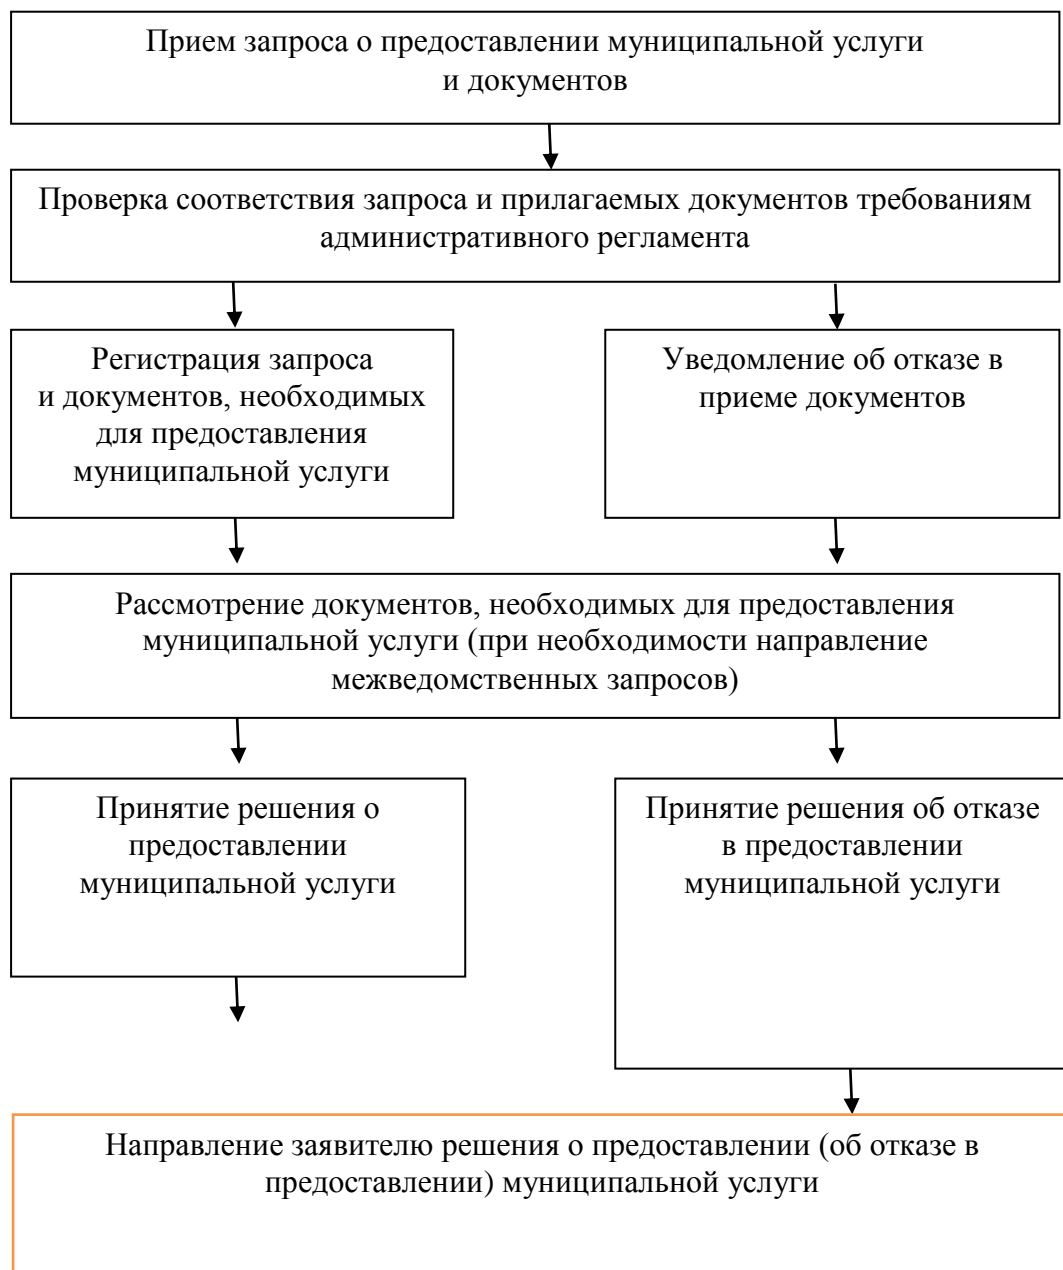 Прием запроса о предоставлении муниципальной услуги
и документов
Проверка соответствия запроса и прилагаемых документов требованиям
административного регламента
Регистрация запроса
и документов, необходимых
для предоставления
муниципальной услуги
Уведомление об отказе в
приеме документов
Рассмотрение документов, необходимых для предоставления
муниципальной услуги (при необходимости направление
межведомственных запросов)
Принятие решения о
предоставлении
муниципальной услуги
Принятие решения об отказе
в предоставлении
муниципальной услуги
Направление заявителю решения о предоставлении (об отказе в
предоставлении) муниципальной услуги